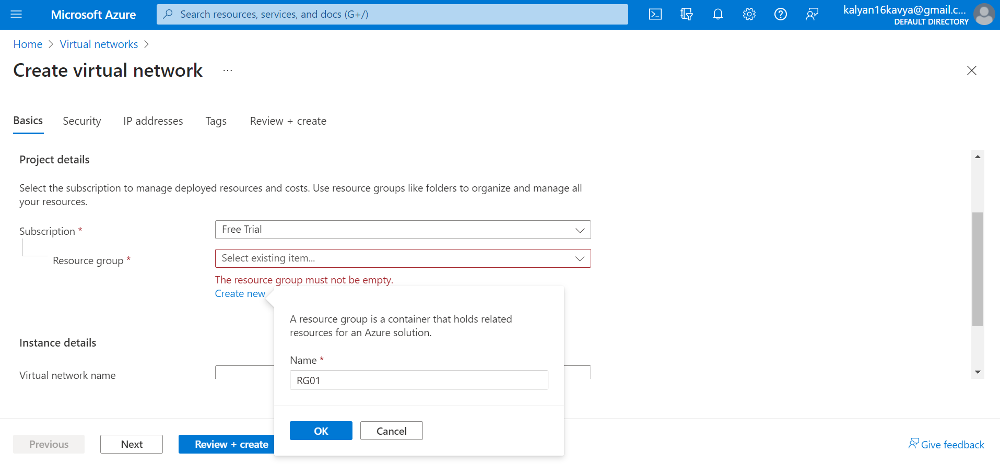 Microsoft Azure
Search resources, services, and docs (G+/)
kalyan16kavya@gmail.c...
DEFAULT DIRECTORY
Home > Virtual networks >
Create virtual network ...
Basics Security IP addresses Tags Review + create
Project details
Select the subscription to manage deployed resources and costs. Use resource groups like folders to organize and manage all
your resources.
Subscription *
Free Trial
Resource group *
Select existing item...
The resource group must not be empty.
Create new
A resource group is a container that holds related
resources for an Azure solution.
Name *
RG01
OK Cancel
Instance details
Virtual network name
Previous Next Review + create
Give feedback